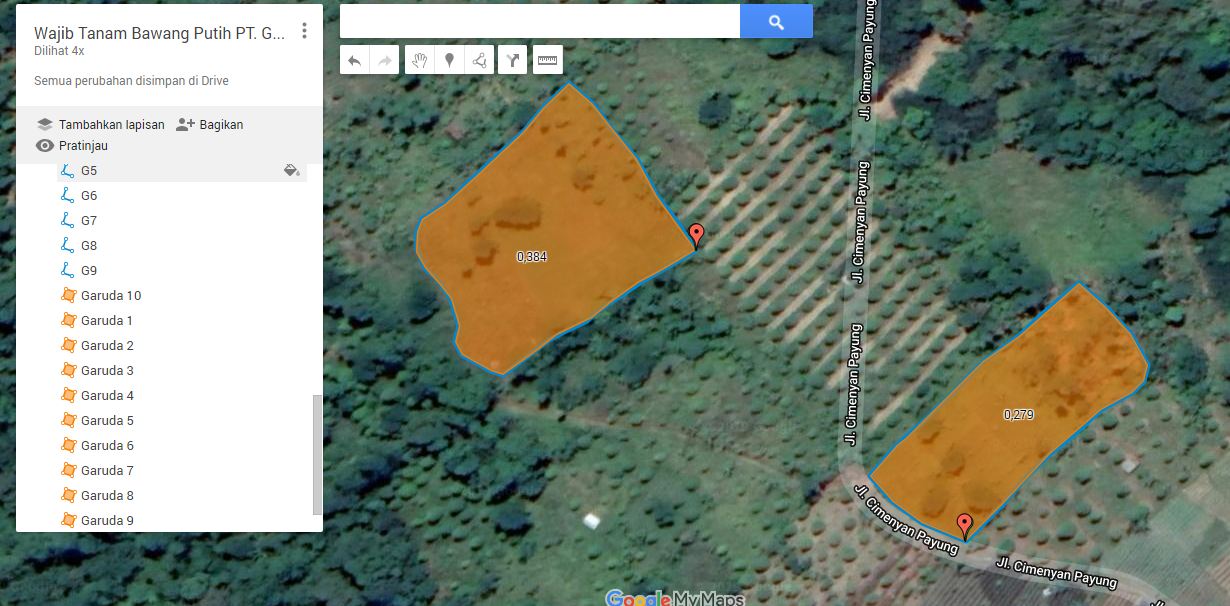 Wajib Tanam Bawang Putih PT. G...
Dilihat 4x
Semua perubahan disimpan di Drive
Tambahkan lapisan
Bagikan
Pratinjau
G5
G6
G7
G8
G9
Garuda 10
Garuda 1
Garuda 2
Garuda 3
Garuda 4
Garuda 5
Garuda 6
Garuda 7
Garuda 8
Garuda 9
Jl. Cimenyan Payung
Jl. Cimenyan Payung
0,384
Jl. Cimenyan Payung
0,279
Jl. Cimenyan Payung
Jl. Cimenyan Payung
Google My Maps